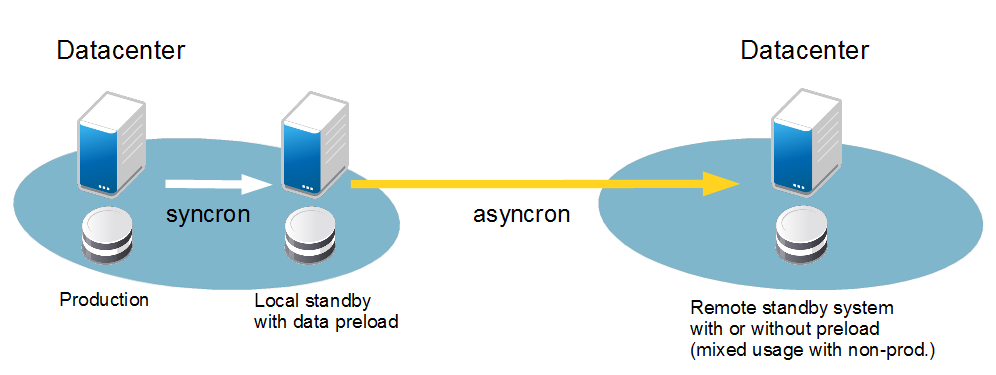 Datacenter
Datacenter
syncron
asyncron
Production
Local standby
with data preload
Remote standby system
with or without preload
(mixed usage with non-prod.)